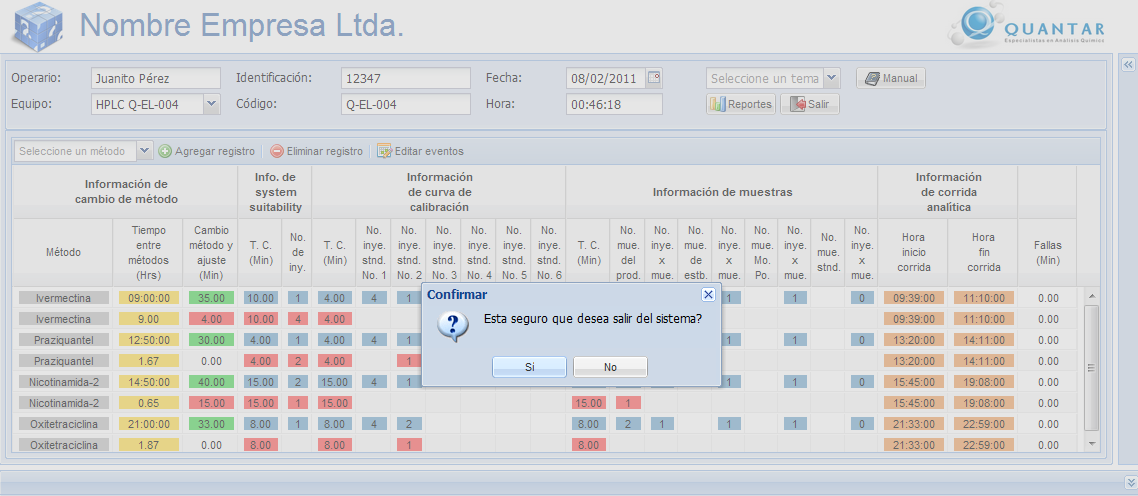 Nombre Empresa Ltda.
QUANTAR
Especialistas en Análisis Químico
Operario: Juanito Pérez Identificación: 12347 Fecha: 08/02/2011 Seleccione un tema Manual
Equipo: HPLC Q-EL-004 Código: Q-EL-004 Hora: 00:46:18 Reportes Salir
Seleccione un método Agregar registro Eliminar registro Editar eventos
Información de
cambio de método
Info. de
system
suitability
Información
de curva de
calibración
Información de muestras
Información
de corrida
analítica
Método
Tiempo
entre
métodos
(Hrs)
Cambio
método y
ajuste
(Min)
T. C.
(Min)
No.
de
iny.
T. C.
(Min)
No.
inye.
stnd.
No. 1
No.
inye.
stnd.
No. 2
No.
inye.
stnd.
No. 3
No.
inye.
stnd.
No. 4
No.
inye.
stnd.
No. 5
No.
inye.
stnd.
No. 6
T. C.
(Min)
No.
mue.
del
prod.
No.
inye.
x
mue.
No.
mue.
de
estb.
No.
inye.
x
mue.
No.
mue.
Mo.
Po.
No.
inye.
x
mue.
No.
mue.
stnd.
No.
inye.
x
mue.
Hora
inicio
corrida
Hora
fin
corrida
Fallas
(Min)
Ivermectina 09:00:00 35.00 10.00 1 4.00 4 1 1 1 0 09:39:00 11:10:00 0.00
Ivermectina 9.00 4.00 10.00 4 4.00 09:39:00 11:10:00 0.00
Praziquantel 12:50:00 30.00 4.00 1 4.00 4 1 1 1 0 13:20:00 14:11:00 0.00
Praziquantel 1.67 0.00 4.00 2 4.00 1 13:20:00 14:11:00 0.00
Nicotinamida-2 14:50:00 40.00 15.00 2 15.00 4 1 1 1 0 15:45:00 19:08:00 0.00
Nicotinamida-2 0.65 15.00 15.00 1 15.00 15.00 1 15:45:00 19:08:00 0.00
Oxitetraciclina 21:00:00 33.00 8.00 1 8.00 4 2 8.00 2 1 1 1 0 21:33:00 22:59:00 0.00
Oxitetraciclina 1.87 0.00 8.00 8.00 1 8.00 21:33:00 22:59:00 0.00
Confirmar
Esta seguro que desea salir del sistema?
Si No